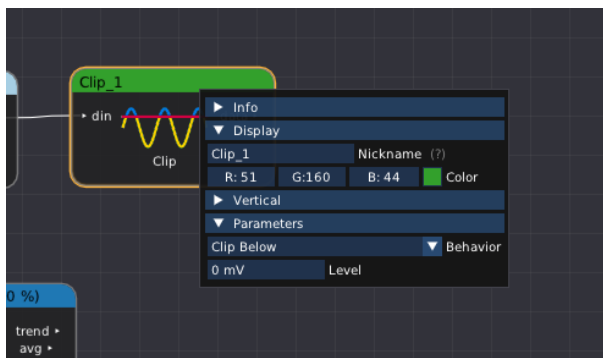 Clip_1
din
Clip
Info
Display
Clip_1 Nickname (?)
R: 51 G:160 B: 44 Color
Vertical
Parameters
Clip Below Behavior
0 mV Level
0 %)
trend
avg